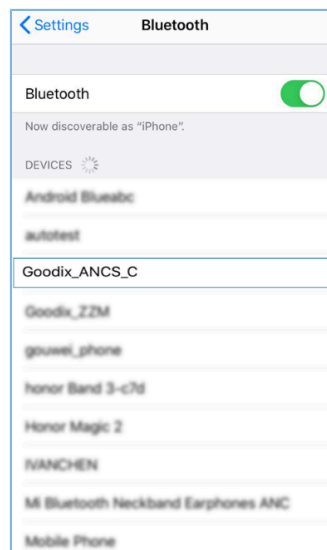 Settings
Bluetooth
Bluetooth
Now discoverable as “iPhone”.
DEVICES
Android Blueabc
autotest
Goodix_ANCS_C
Goodix_ZZM
gouwei_phone
honor Band 3-c7d
Honor Magic 2
IVANCHEN
Mi Bluetooth Neckband Earphones ANC
Mobile Phone